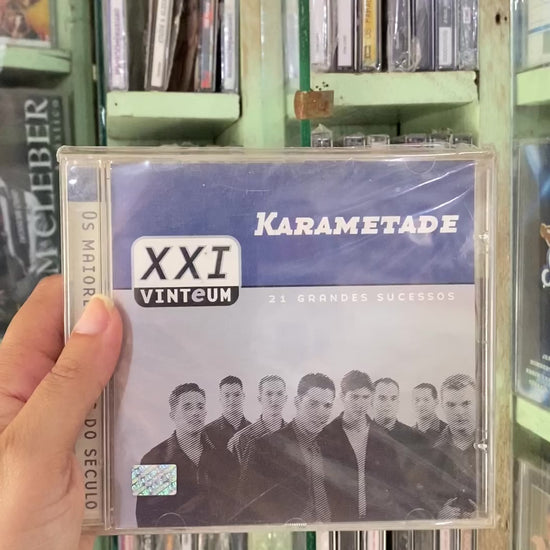 KARAMETADE
XXI
VINTeUM
21 GRANDES SUCESSOS
OS MAIORE
DO SÉCULO
CLEBER